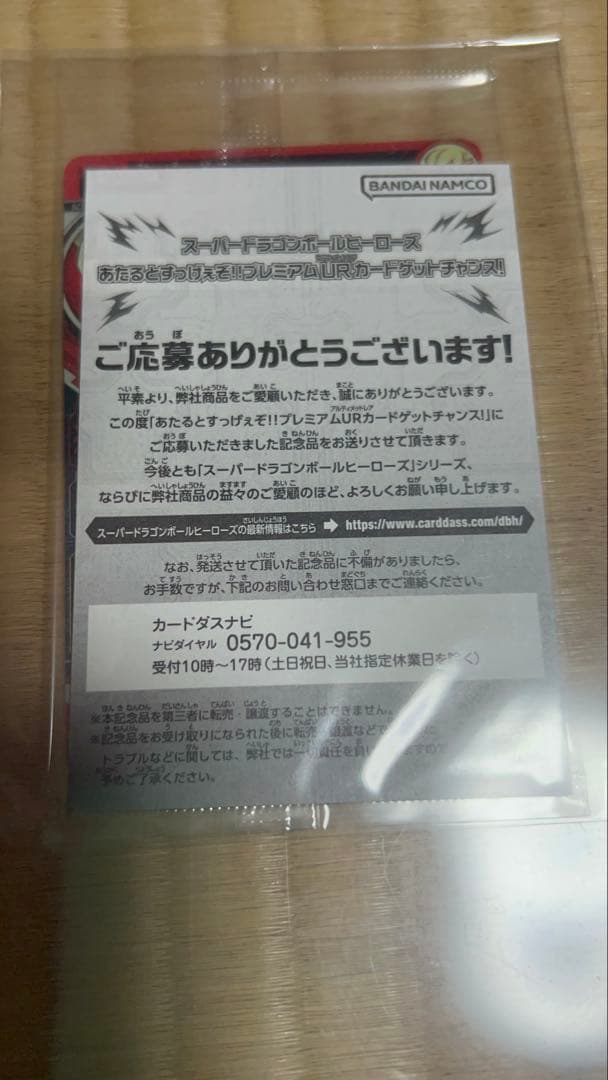 BANDAI NAMCO
スーパードラゴンボールヒーローズ
あたるとすっげぇぞ!!プレミアムURカードゲットチャンス!
ご応募ありがとうございます!
平素より、弊社商品をご愛顧いただき、誠にありがとうございます。
この度「あたるとすっげぇぞ!!プレミアムURカードゲットチャンス!」に
ご応募いただきました記念品をお送りさせて頂きます。
今後とも「スーパードラゴンボールヒーローズ」シリーズ、
ならびに弊社商品の益々のご愛顧のほど、よろしくお願い申し上げます。
スーパードラゴンボールヒーローズの最新情報はこちら ➡ https://www.carddass.com/dbh/
なお、発送させて頂いた記念品に不備がありましたら、
お手数ですが、下記のお問い合わせ窓口までご連絡ください。
カードダスナビ
ナビダイヤル 0570-041-955
受付10時～17時(土日祝日、当社指定休業日を除く)
※本記念品を第三者に転売・譲渡することはできません。
※記念品をお受け取りになられた後に転売・譲渡などで
トラブルなどに関しては、弊社では一切責任を負い ますので
予めご了承ください。